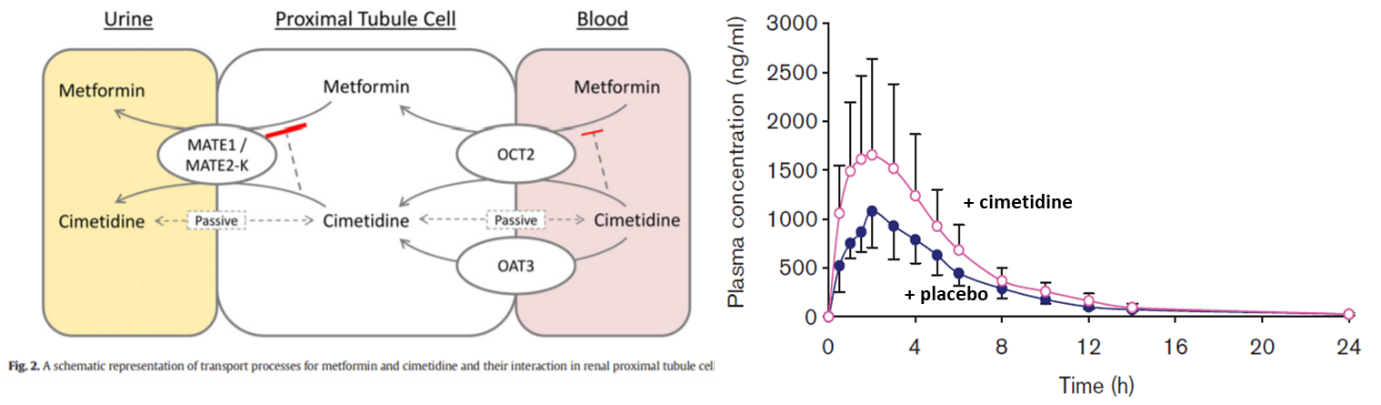 Urine
Proximal Tubule Cell
Blood
Metformin
Metformin
Metformin
MATE1 /
MATE2-K
OCT2
Cimetidine
Passive
Cimetidine
Passive
Cimetidine
OAT3
Fig. 2. A schematic representation of transport processes for metformin and cimetidine and their interaction in renal proximal tubule cel
Plasma concentration (ng/ml)
3000
2500
2000
1500
1000
500
0
+ cimetidine
+ placebo
0 4 8 12 16 20 24
Time (h)